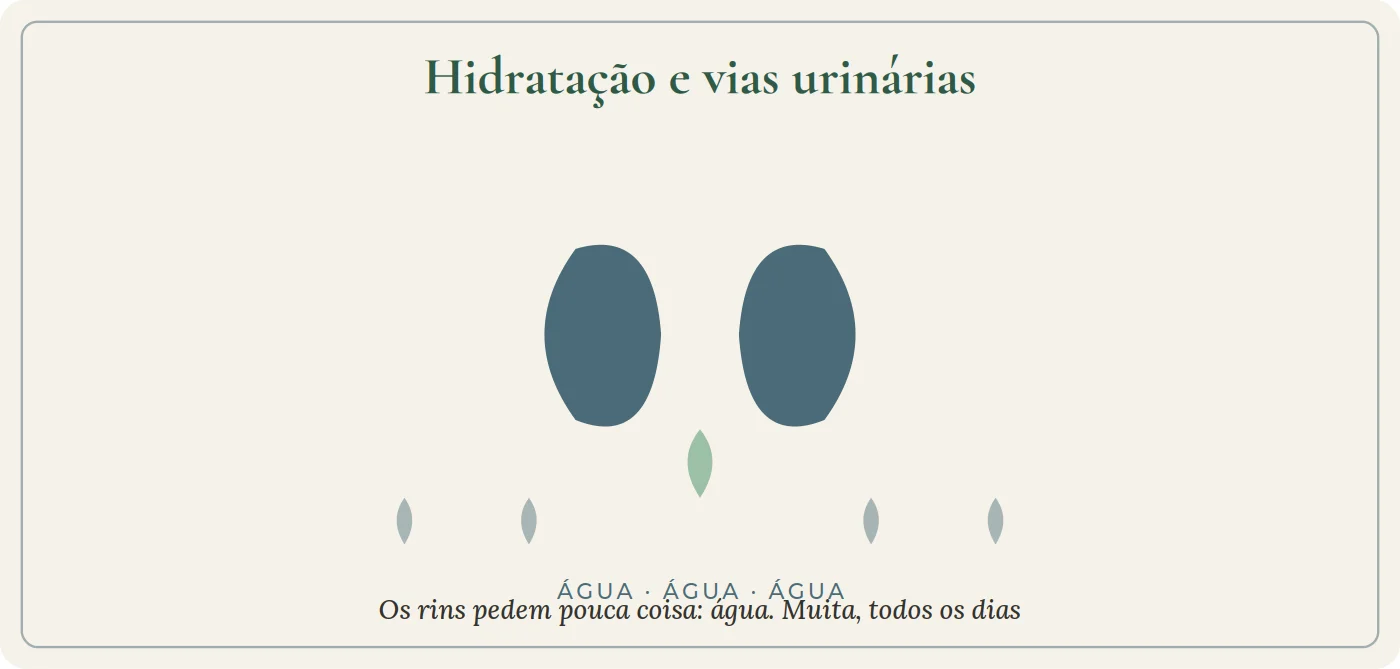 Hidratação e vias urinárias
ÁGUA · ÁGUA · ÁGUA
Os rins pedem pouca coisa: água. Muita, todos os dias